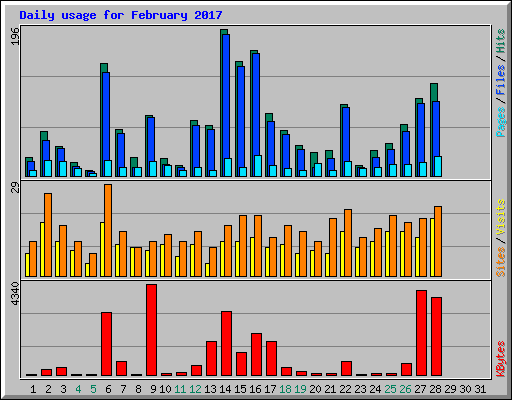 Daily usage for February 2017
196
Pages / Files / Hits
29
Sites / Visits
4340
KBytes
1 2 3 4 5 6 7 8 9 10 11 12 13 14 15 16 17 18 19 20 21 22 23 24 25 26 27 28 29 30 31